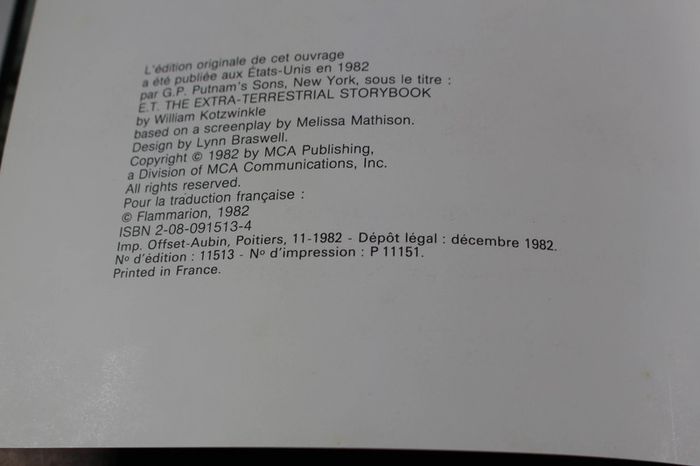 L'édition originale de cet ouvrage
a été publiée aux États-Unis en 1982
par G.P. Putnam's Sons, New York, sous le titre :
E.T. THE EXTRA-TERRESTRIAL STORYBOOK
by William Kotzwinkle
based on a screenplay by Melissa Mathison.
Design by Lynn Braswell.
Copyright © 1982 by MCA Publishing,
a Division of MCA Communications, Inc.
All rights reserved.
Pour la traduction française :
© Flammarion, 1982
ISBN 2-08-091513-4
Imp. Offset-Aubin, Poitiers, 11-1982 - Dépôt légal : décembre 1982.
Nº d'édition : 11513 - Nº d'impression : P 11151.
Printed in France.